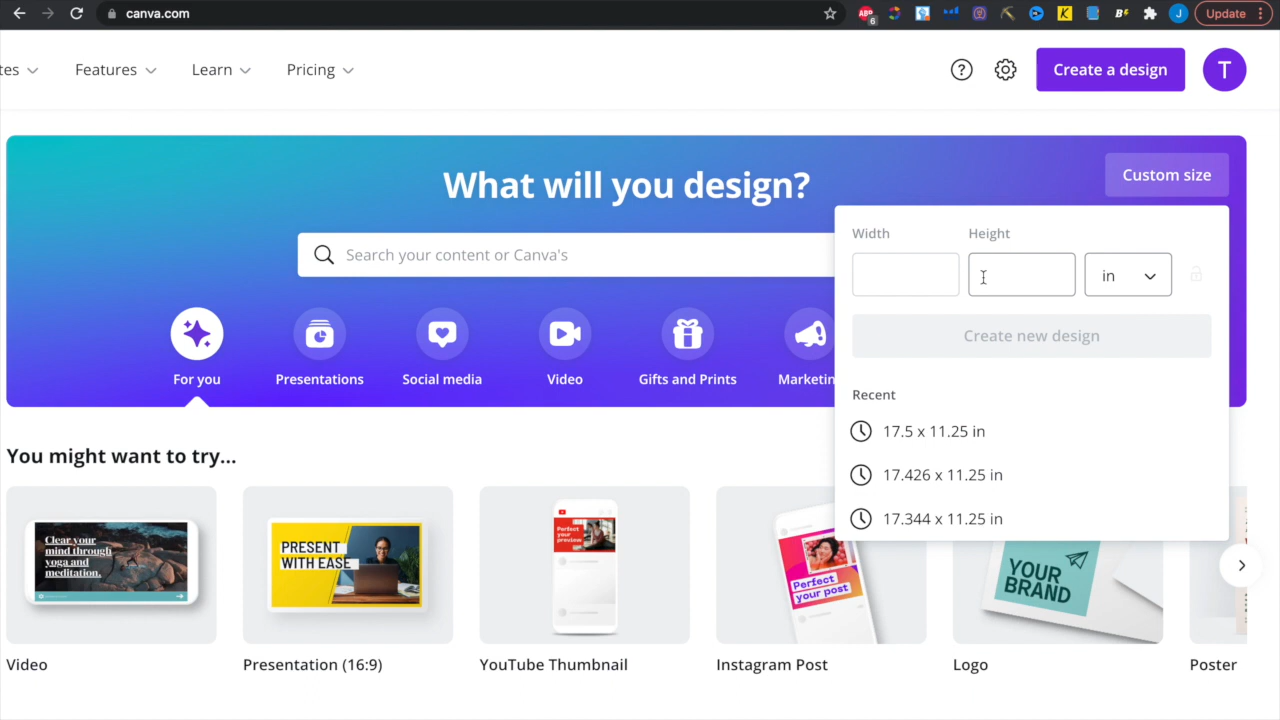 canva.com
ABP
6
K
B⚡
J
Update
tes
Features
Learn
Pricing
?
Create a design
T
What will you design?
Custom size
Search your content or Canva's
Width
Height
in
Create new design
For you
Presentations
Social media
Video
Gifts and Prints
Marketin
Recent
17.5 x 11.25 in
17.426 x 11.25 in
17.344 x 11.25 in
You might want to try...
Clear your
mind through
yoga and
meditation.
PRESENT
WITH EASE
Perfect
your
preview
Perfect
your post
YOUR
BRAND
Video
Presentation (16:9)
YouTube Thumbnail
Instagram Post
Logo
Poster